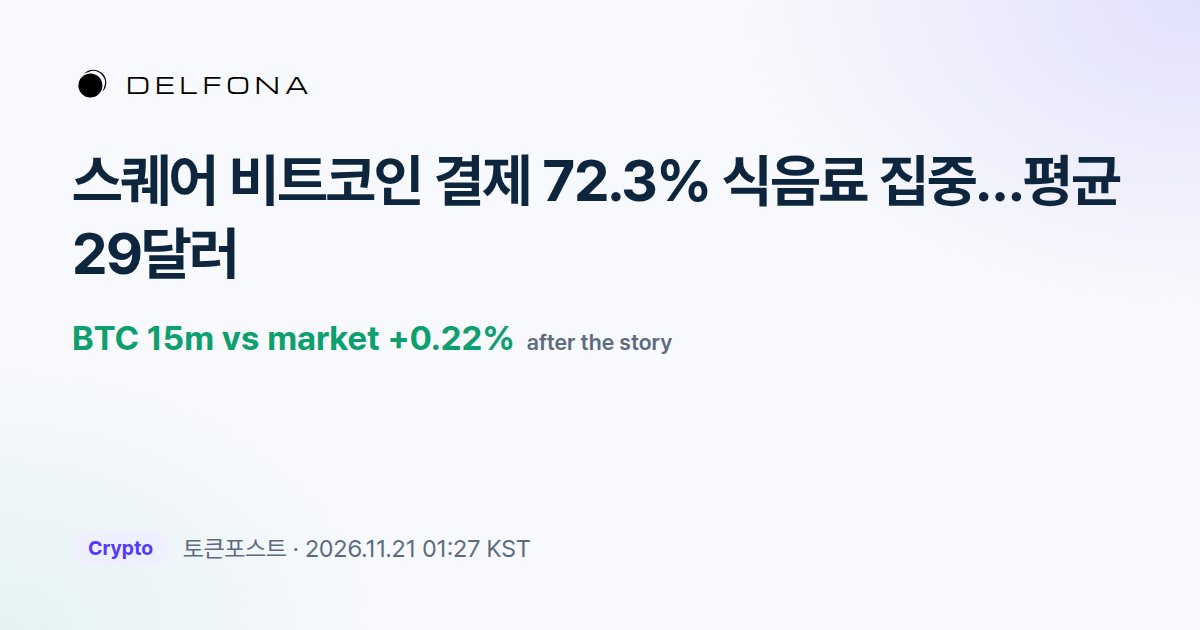 DELFONA
스퀘어 비트코인 결제 72.3% 식음료 집중…평균
29달러
BTC 15m vs market +0.22% after the story
Crypto 토큰포스트 · 2026.11.21 01:27 KST